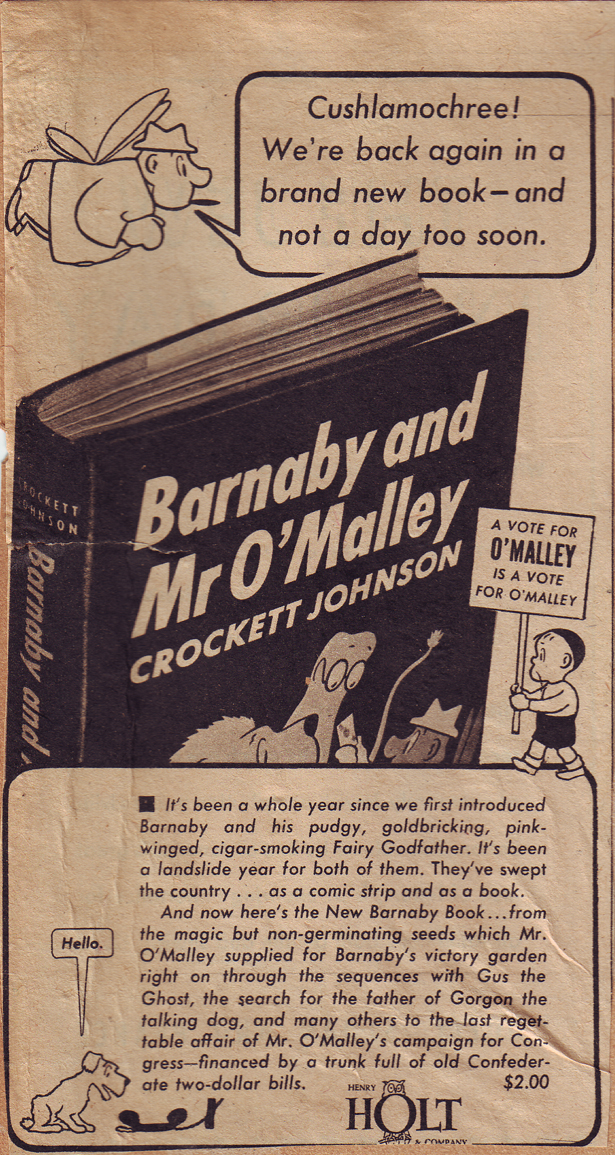 Cushlamochree!
We're back again in a
brand new book—and
not a day too soon.
Barnaby and
Mr O'Malley
CROCKETT JOHNSON
CROCKETT
JOHNSON
Barnaby and
A VOTE FOR
O'MALLEY
IS A VOTE
FOR O'MALLEY
It's been a whole year since we first introduced
Barnaby and his pudgy, goldbricking, pink-
winged, cigar-smoking Fairy Godfather. It's been
a landslide year for both of them. They've swept
the country . . . as a comic strip and as a book.
And now here's the New Barnaby Book...from
the magic but non-germinating seeds which Mr.
O'Malley supplied for Barnaby's victory garden
right on through the sequences with Gus the
Ghost, the search for the father of Gorgon the
talking dog, and many others to the last reget-
table affair of Mr. O'Malley's campaign for Con-
gress—financed by a trunk full of old Confeder-
ate two-dollar bills. $2.00
Hello.
HENRY
HOLT
& COMPANY